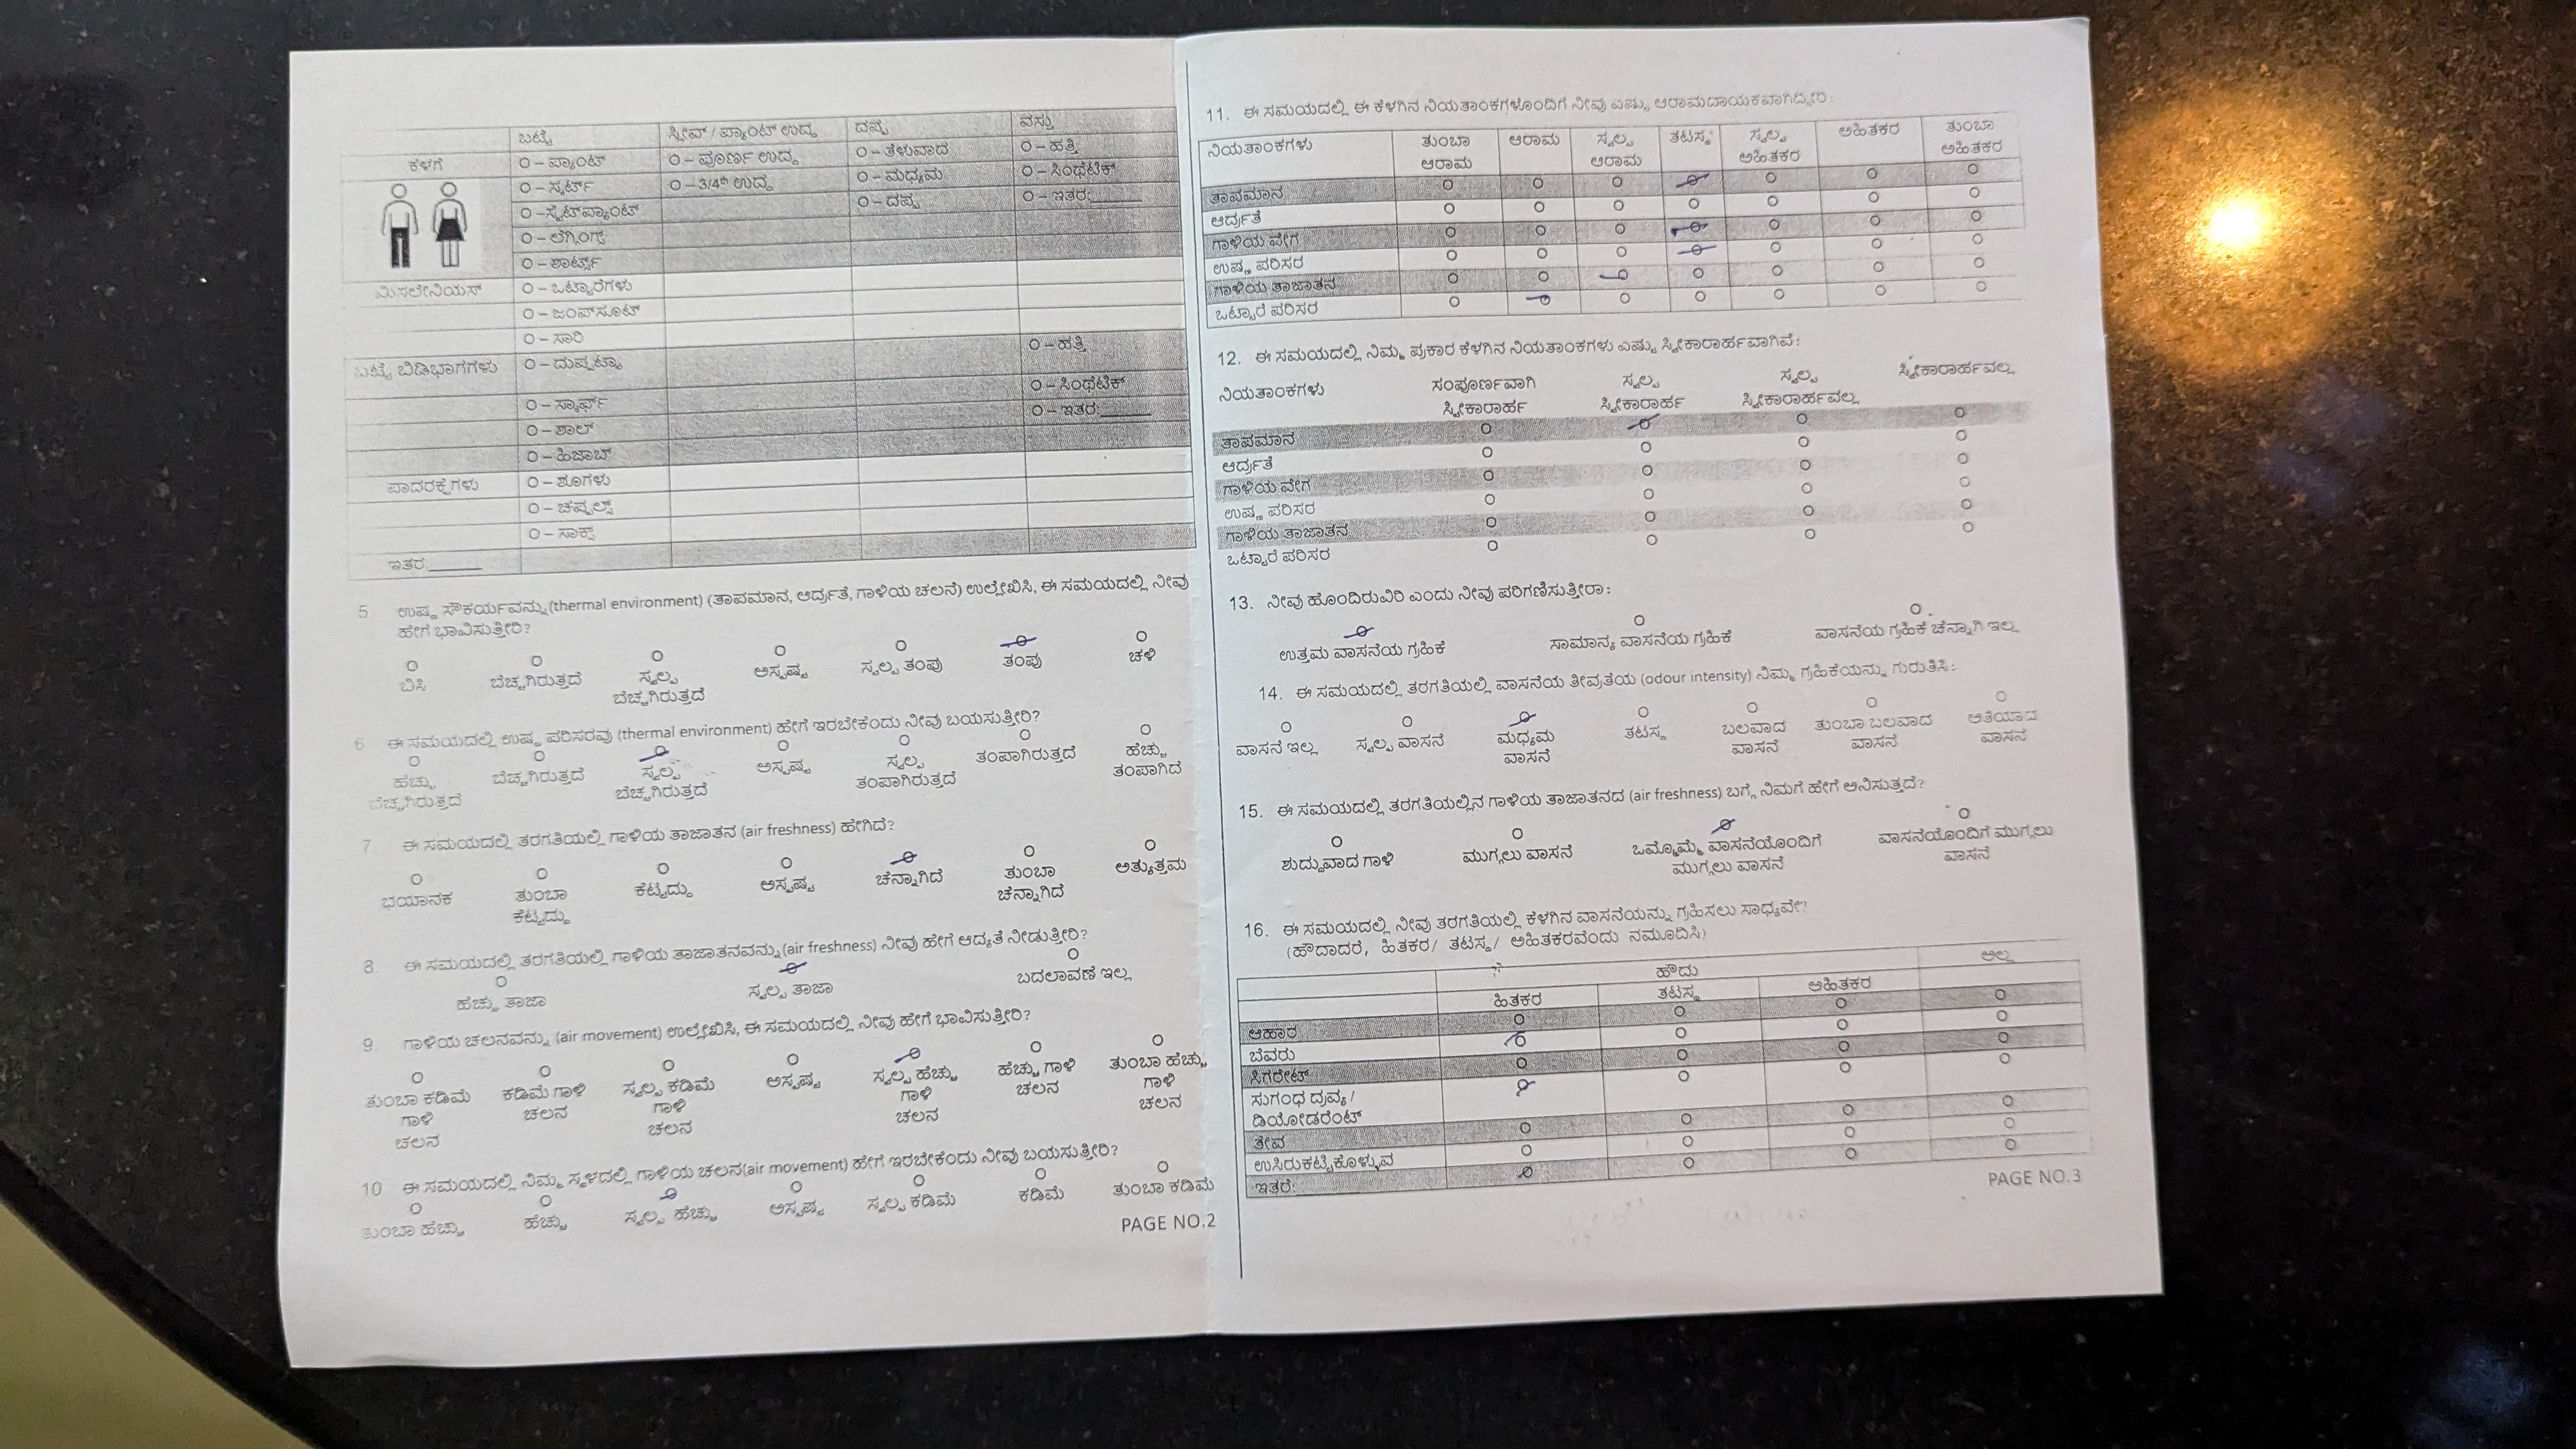 ಬಟ್ಟೆ ಸ್ಲೀವ್ / ಪ್ಯಾಂಟ್ ಉದ್ದ ದಪ್ಪ ವಸ್ತು
ಕೆಳಗೆ O – ಪ್ಯಾಂಟ್ O – ಪೂರ್ಣ ಉದ್ದ O – ತೆಳುವಾದ O – ಹತ್ತಿ
O – ಸ್ಕರ್ಟ್ O – 3/4th ಉದ್ದ O – ಮಧ್ಯಮ O – ಸಿಂಥೆಟಿಕ್
O –ಸ್ವೆಟ್‌ಪ್ಯಾಂಟ್ O – ದಪ್ಪ O – ಇತರ:______
O – ಲೆಗ್ಗಿಂಗ್ಸ್
O – ಶಾರ್ಟ್ಸ್
ಮಿಸಲೇನಿಯಸ್ O – ಒಟ್ಟಾರೆಗಳು
O – ಜಂಪ್‌ಸೂಟ್
O – ಸಾರಿ
ಬಟ್ಟೆ ಬಿಡಿಭಾಗಗಳು O – ದುಪ್ಪಟ್ಟಾ O – ಹತ್ತಿ
O – ಸ್ಕಾರ್ಫ್ O – ಸಿಂಥೆಟಿಕ್
O – ಶಾಲ್ O – ಇತರ:______
O – ಹಿಜಾಬ್
ಪಾದರಕ್ಷೆಗಳು O – ಶೂಗಳು
O – ಚಪ್ಪಲ್ಸ್
O – ಸಾಕ್ಸ್
ಇತರ______
5 ಉಷ್ಣ ಸೌಕರ್ಯವನ್ನು (thermal environment) (ತಾಪಮಾನ, ಆರ್ದ್ರತೆ, ಗಾಳಿಯ ಚಲನೆ) ಉಲ್ಲೇಖಿಸಿ, ಈ ಸಮಯದಲ್ಲಿ ನೀವು
ಹೇಗೆ ಭಾವಿಸುತ್ತೀರಿ?
O O O O O O O
ಬಿಸಿ ಬೆಚ್ಚಗಿರುತ್ತದೆ ಸ್ವಲ್ಪ ಅಸ್ಪಷ್ಟ ಸ್ವಲ್ಪ ತಂಪು ತಂಪು ಚಳಿ
ಬೆಚ್ಚಗಿರುತ್ತದೆ
6 ಈ ಸಮಯದಲ್ಲಿ ಉಷ್ಣ ಪರಿಸರವು (thermal environment) ಹೇಗೆ ಇರಬೇಕೆಂದು ನೀವು ಬಯಸುತ್ತೀರಿ?
O O O O O O O
ಹೆಚ್ಚು ಬೆಚ್ಚಗಿರುತ್ತದೆ ಸ್ವಲ್ಪ ಅಸ್ಪಷ್ಟ ಸ್ವಲ್ಪ ತಂಪಾಗಿರುತ್ತದೆ ಹೆಚ್ಚು
ಬೆಚ್ಚಗಿರುತ್ತದೆ ಬೆಚ್ಚಗಿರುತ್ತದೆ ತಂಪಾಗಿರುತ್ತದೆ ತಂಪಾಗಿದೆ
7. ಈ ಸಮಯದಲ್ಲಿ ತರಗತಿಯಲ್ಲಿ ಗಾಳಿಯ ತಾಜಾತನ (air freshness) ಹೇಗಿದೆ?
O O O O O O O
ಭಯಾನಕ ತುಂಬಾ ಕೆಟ್ಟದ್ದು ಅಸ್ಪಷ್ಟ ಚೆನ್ನಾಗಿದೆ ತುಂಬಾ ಅತ್ಯುತ್ತಮ
ಕೆಟ್ಟದ್ದು ಚೆನ್ನಾಗಿದೆ
8. ಈ ಸಮಯದಲ್ಲಿ ತರಗತಿಯಲ್ಲಿ ಗಾಳಿಯ ತಾಜಾತನವನ್ನು (air freshness) ನೀವು ಹೇಗೆ ಆದ್ಯತೆ ನೀಡುತ್ತೀರಿ?
O O O
ಹೆಚ್ಚು ತಾಜಾ ಸ್ವಲ್ಪ ತಾಜಾ ಬದಲಾವಣೆ ಇಲ್ಲ
9. ಗಾಳಿಯ ಚಲನವನ್ನು (air movement) ಉಲ್ಲೇಖಿಸಿ, ಈ ಸಮಯದಲ್ಲಿ ನೀವು ಹೇಗೆ ಭಾವಿಸುತ್ತೀರಿ?
O O O O O O O
ತುಂಬಾ ಕಡಿಮೆ ಕಡಿಮೆ ಗಾಳಿ ಸ್ವಲ್ಪ ಕಡಿಮೆ ಅಸ್ಪಷ್ಟ ಸ್ವಲ್ಪ ಹೆಚ್ಚು ಹೆಚ್ಚು ಗಾಳಿ ತುಂಬಾ ಹೆಚ್ಚು
ಗಾಳಿ ಚಲನ ಗಾಳಿ ಗಾಳಿ ಚಲನ ಗಾಳಿ
ಚಲನ ಚಲನ ಚಲನ ಚಲನ
10 ಈ ಸಮಯದಲ್ಲಿ ನಿಮ್ಮ ಸ್ಥಳದಲ್ಲಿ ಗಾಳಿಯ ಚಲನ(air movement) ಹೇಗೆ ಇರಬೇಕೆಂದು ನೀವು ಬಯಸುತ್ತೀರಿ?
O O O O O O O
ತುಂಬಾ ಹೆಚ್ಚು ಹೆಚ್ಚು ಸ್ವಲ್ಪ ಹೆಚ್ಚು ಅಸ್ಪಷ್ಟ ಸ್ವಲ್ಪ ಕಡಿಮೆ ಕಡಿಮೆ ತುಂಬಾ ಕಡಿಮೆ
PAGE NO.2
11. ಈ ಸಮಯದಲ್ಲಿ ಈ ಕೆಳಗಿನ ನಿಯತಾಂಕಗಳೊಂದಿಗೆ ನೀವು ಎಷ್ಟು ಆರಾಮದಾಯಕವಾಗಿದ್ದೀರಿ:
ನಿಯತಾಂಕಗಳು ತುಂಬಾ ಆರಾಮ ಸ್ವಲ್ಪ ತಟಸ್ಥ ಸ್ವಲ್ಪ ಅಹಿತಕರ ತುಂಬಾ
ಆರಾಮ ಆರಾಮ ಅಹಿತಕರ ಅಹಿತಕರ
ತಾಪಮಾನ O O O O O O O
ಆರ್ದ್ರತೆ O O O O O O O
ಗಾಳಿಯ ವೇಗ O O O O O O O
ಉಷ್ಣ ಪರಿಸರ O O O O O O O
ಗಾಳಿಯ ತಾಜಾತನ O O O O O O O
ಒಟ್ಟಾರೆ ಪರಿಸರ O O O O O O O
12. ಈ ಸಮಯದಲ್ಲಿ ನಿಮ್ಮ ಪ್ರಕಾರ ಕೆಳಗಿನ ನಿಯತಾಂಕಗಳು ಎಷ್ಟು ಸ್ವೀಕಾರಾರ್ಹವಾಗಿವೆ:
ನಿಯತಾಂಕಗಳು ಸಂಪೂರ್ಣವಾಗಿ ಸ್ವಲ್ಪ ಸ್ವಲ್ಪ ಸ್ವೀಕಾರಾರ್ಹವಲ್ಲ
ಸ್ವೀಕಾರಾರ್ಹ ಸ್ವೀಕಾರಾರ್ಹ ಸ್ವೀಕಾರಾರ್ಹವಲ್ಲ
ತಾಪಮಾನ O O O O
ಆರ್ದ್ರತೆ O O O O
ಗಾಳಿಯ ವೇಗ O O O O
ಉಷ್ಣ ಪರಿಸರ O O O O
ಗಾಳಿಯ ತಾಜಾತನ O O O O
ಒಟ್ಟಾರೆ ಪರಿಸರ O O O O
13. ನೀವು ಹೊಂದಿರುವಿರಿ ಎಂದು ನೀವು ಪರಿಗಣಿಸುತ್ತೀರಾ:
O O O
ಉತ್ತಮ ವಾಸನೆಯ ಗ್ರಹಿಕೆ ಸಾಮಾನ್ಯ ವಾಸನೆಯ ಗ್ರಹಿಕೆ ವಾಸನೆಯ ಗ್ರಹಿಕೆ ಚೆನ್ನಾಗಿ ಇಲ್ಲ
14. ಈ ಸಮಯದಲ್ಲಿ ತರಗತಿಯಲ್ಲಿ ವಾಸನೆಯ ತೀವ್ರತೆಯ (odour intensity) ನಿಮ್ಮ ಗ್ರಹಿಕೆಯನ್ನು ಗುರುತಿಸಿ:
O O O O O O O
ವಾಸನೆ ಇಲ್ಲ ಸ್ವಲ್ಪ ವಾಸನೆ ಮಧ್ಯಮ ತಟಸ್ಥ ಬಲವಾದ ತುಂಬಾ ಬಲವಾದ ಅತಿಯಾದ
ವಾಸನೆ ವಾಸನೆ ವಾಸನೆ ವಾಸನೆ
15. ಈ ಸಮಯದಲ್ಲಿ ತರಗತಿಯಲ್ಲಿನ ಗಾಳಿಯ ತಾಜಾತನದ (air freshness) ಬಗ್ಗೆ ನಿಮಗೆ ಹೇಗೆ ಅನಿಸುತ್ತದೆ?
O O O O
ಶುದ್ಧವಾದ ಗಾಳಿ ಮುಗ್ಗಲು ವಾಸನೆ ಒಮ್ಮೊಮ್ಮೆ ವಾಸನೆಯೊಂದಿಗೆ ವಾಸನೆಯೊಂದಿಗೆ ಮುಗ್ಗಲು
ಮುಗ್ಗಲು ವಾಸನೆ ವಾಸನೆ
16. ಈ ಸಮಯದಲ್ಲಿ ನೀವು ತರಗತಿಯಲ್ಲಿ ಕೆಳಗಿನ ವಾಸನೆಯನ್ನು ಗ್ರಹಿಸಲು ಸಾಧ್ಯವೇ?
(ಹೌದಾದರೆ, ಹಿತಕರ/ ತಟಸ್ಥ/ ಅಹಿತಕರವೆಂದು ನಮೂದಿಸಿ)
ಹೌದು ಅಲ್ಲ
ಹಿತಕರ ತಟಸ್ಥ ಅಹಿತಕರ
ಆಹಾರ O O O O
ಬೆವರು O O O O
ಸಿಗರೇಟ್ O O O O
ಸುಗಂಧ ದ್ರವ್ಯ / O O O O
ಡಿಯೋಡರೆಂಟ್
ತೇವ O O O O
ಉಸಿರುಕಟ್ಟಿಕೊಳ್ಳುವ O O O O
ಇತರೆ: O O O O
PAGE NO.3